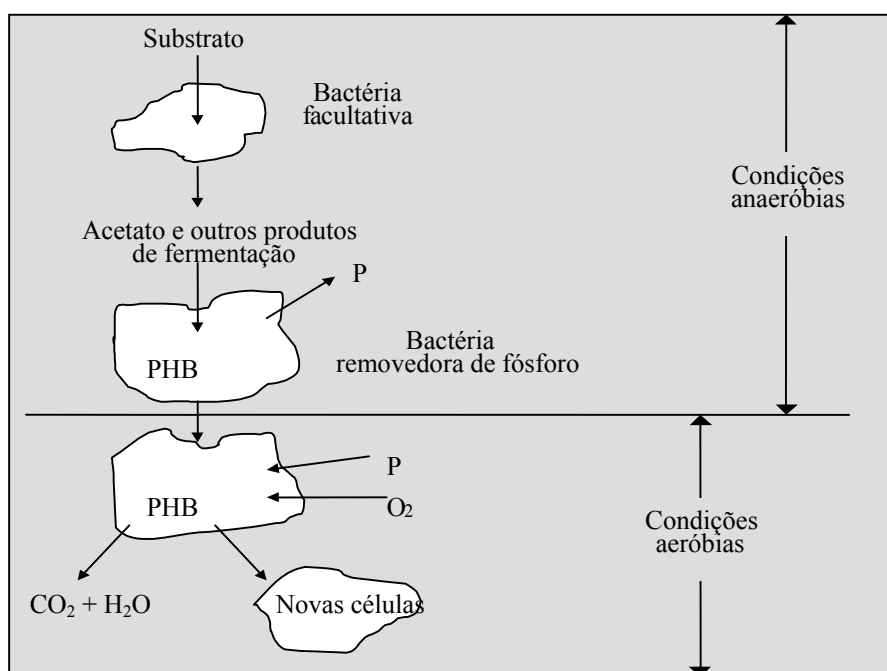 Substrato
Bactéria
facultativa
Condições
anaeróbias
Acetato e outros produtos
de fermentação
P
Bactéria
removedora de fósforo
PHB
P
PHB
O₂
Condições
aeróbias
CO₂ + H₂O
Novas células